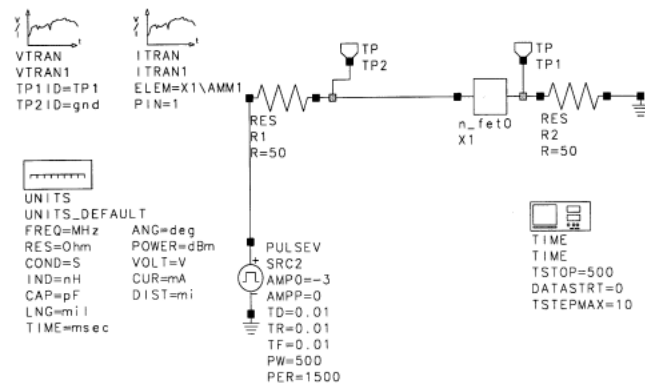 V/I
t
VTRAN
VTRAN1
TP1ID=TP1
TP2ID=gnd
V/I
t
ITRAN
ITRAN1
ELEM=X1\AMM1
PIN=1
TP
TP2
TP
TP1
RES
R1
R=50
n_fet0
X1
RES
R2
R=50
UNITS
UNITS_DEFAULT
FREQ=MHz
RES=Ohm
COND=S
IND=nH
CAP=pF
LNG=mil
TIME=msec
ANG=deg
POWER=dBm
VOLT=V
CUR=mA
DIST=mi
PULSEV
SRC2
AMPO=-3
AMPP=0
TD=0.01
TR=0.01
TF=0.01
PW=500
PER=1500
TIME
TIME
TSTOP=500
DATASTRT=0
TSTEPMAX=10